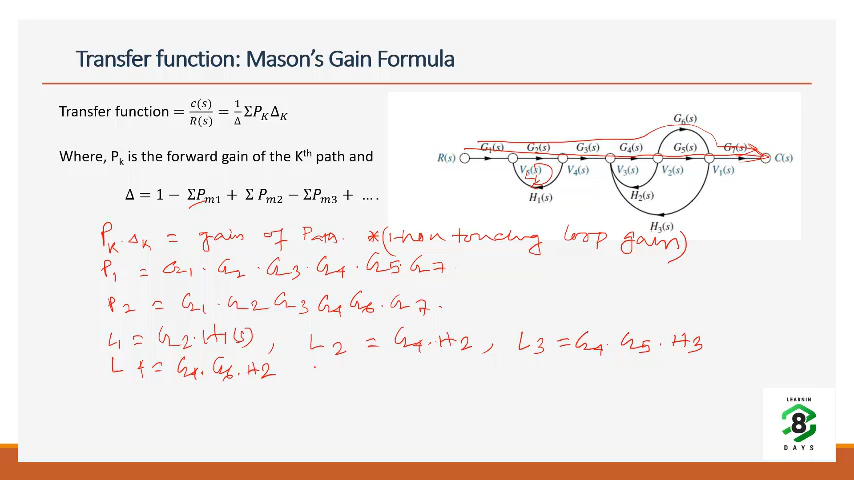 Transfer function: Mason's Gain Formula
Transfer function = c(s)/R(s) = 1/Δ ΣP_K Δ_K
Where, P_k is the forward gain of the K^th path and
Δ = 1 − ΣP_m1 + Σ P_m2 − ΣP_m3 + … .
G6(s)
G1(s) G2(s) G3(s) G4(s) G5(s) G7(s)
R(s) C(s)
V5(s) V4(s) V3(s) V2(s) V1(s)
H1(s) H2(s)
H3(s)
P_K · Δ_K = gain of Path * (1-non touching loop gain)
P1 = G1 · G2 · G3 · G4 · G5 · G7
P2 = G1 · G2 G3 G4 G6 · G7 .
L1 = G2 · H1(s) , L2 = G4 · H2 , L3 = G4 · G5 · H3
L4 = G4 · G6 · H2
LEARNIN
8
DAYS